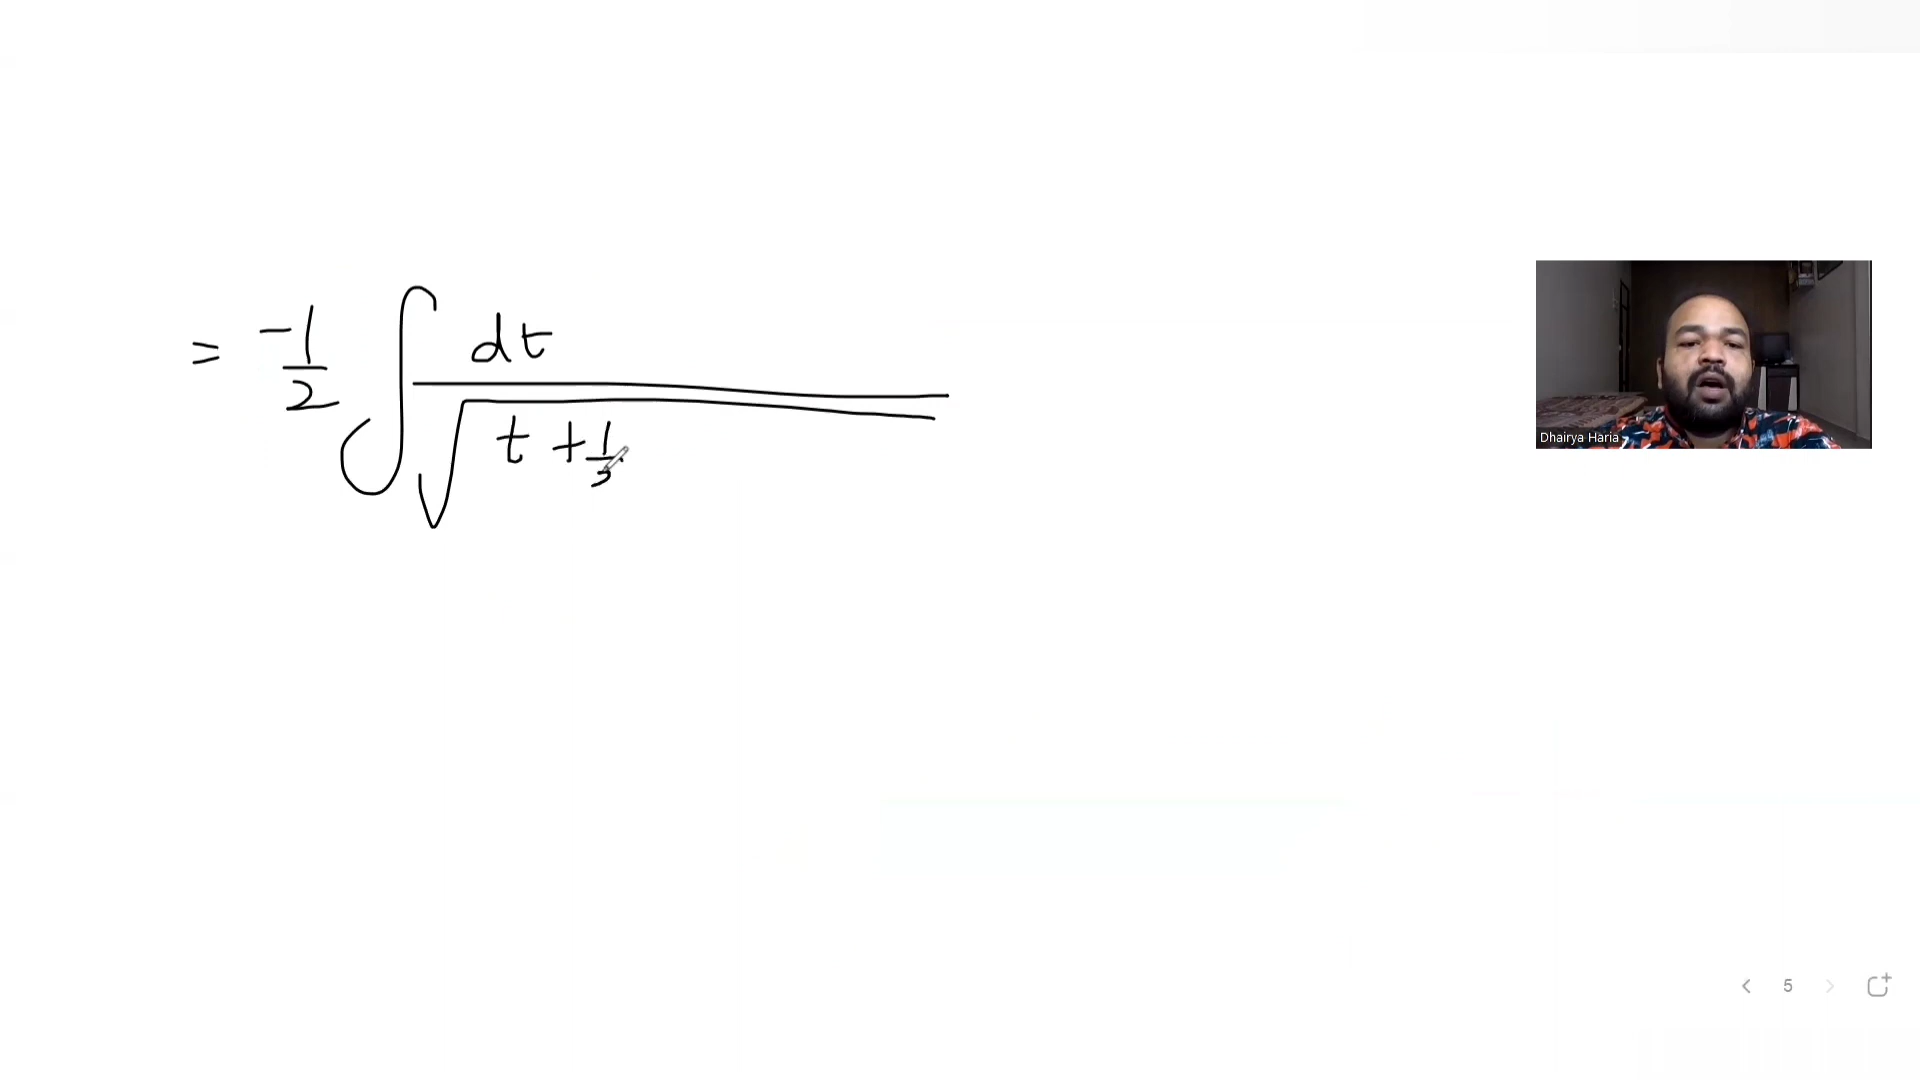 = -1/2 ∫ dt / √(t + 1/3
Dhairya Haria
5